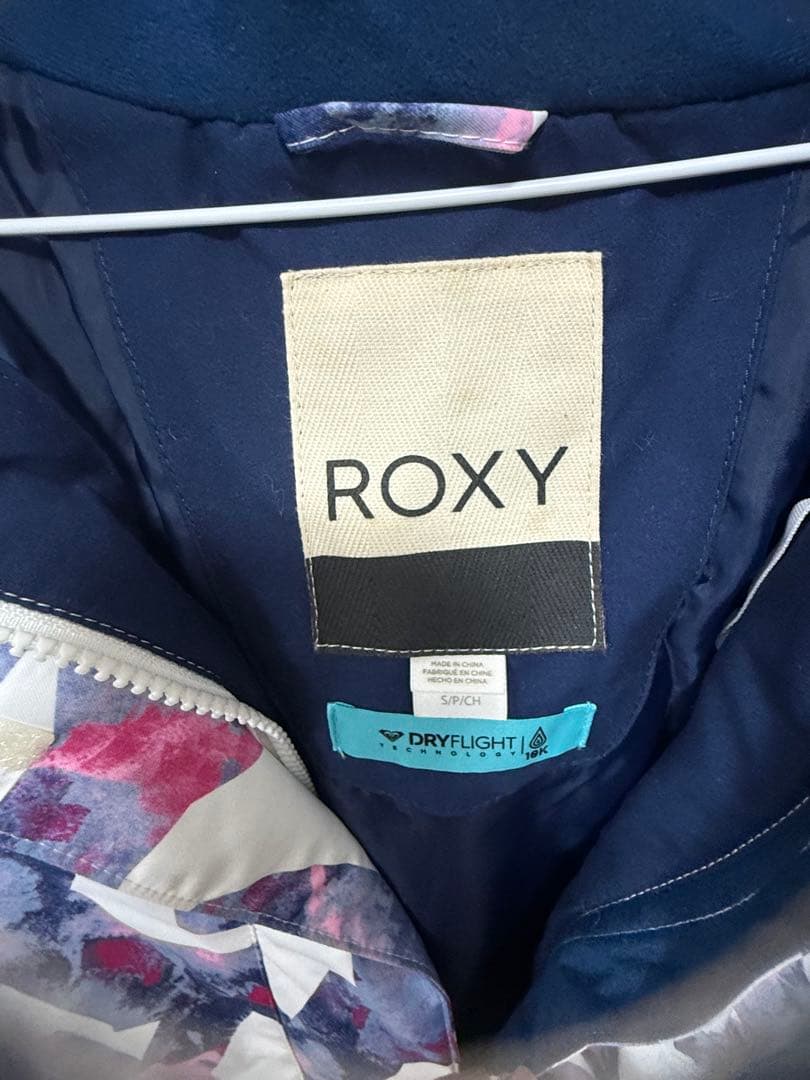 ROXY
MADE IN CHINA
FABRIQUÉ EN CHINE
HECHO EN CHINA
S/P/CH
DRYFLIGHT
TECHNOLOGY
10K